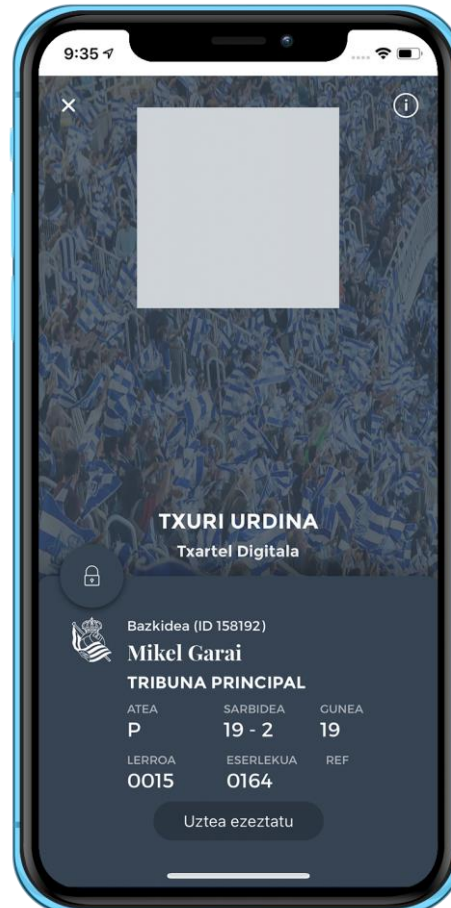 9:35
TXURI URDINA
Txartel Digitala
Bazkidea (ID 158192)
Mikel Garai
TRIBUNA PRINCIPAL
ATEA SARBIDEA GUNEA
P 19 - 2 19
LERROA ESERLEKUA REF
0015 0164
Uztea ezeztatu